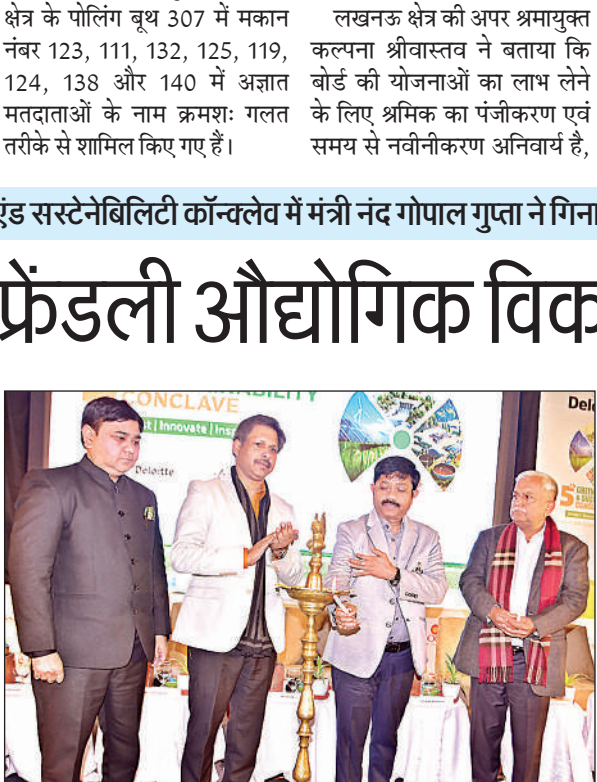 क्षेत्र के पोलिंग बूथ 307 में मकान
नंबर 123, 111, 132, 125, 119,
124, 138 और 140 में अज्ञात
मतदाताओं के नाम क्रमशः गलत
तरीके से शामिल किए गए हैं।
लखनऊ क्षेत्र की अपर श्रमायुक्त
कल्पना श्रीवास्तव ने बताया कि
बोर्ड की योजनाओं का लाभ लेने
के लिए श्रमिक का पंजीकरण एवं
समय से नवीनीकरण अनिवार्य है,
एंड सस्टेनेबिलिटी कॉन्क्लेव में मंत्री नंद गोपाल गुप्ता ने गिना
फ्रेंडली औद्योगिक विक
CONCLAVE
| Innovate |
Deloitte
5TH